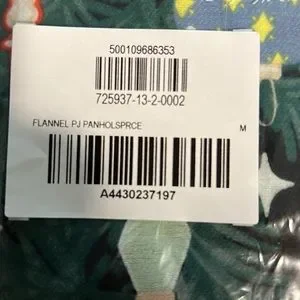 500109686353
725937-13-2-0002
FLANNEL PJ PANHOLSPRCE M
A4430237197